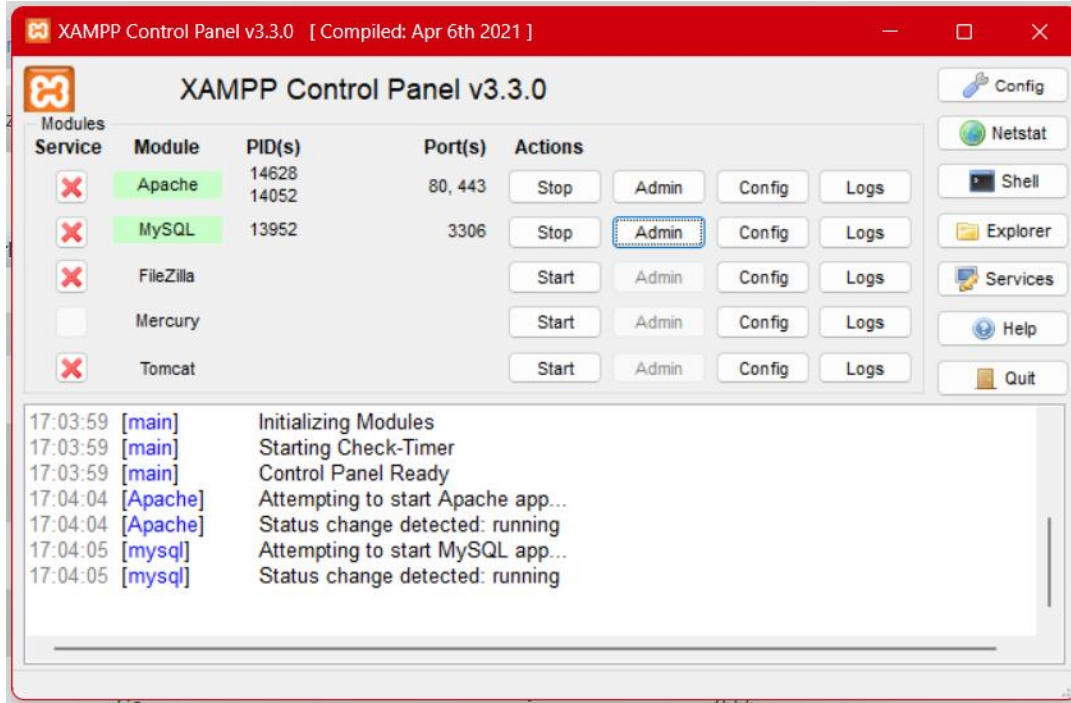 XAMPP Control Panel v3.3.0 [ Compiled: Apr 6th 2021 ]
XAMPP Control Panel v3.3.0
Config
Modules
Service Module PID(s) Port(s) Actions
Netstat
Apache 14628 14052 80, 443 Stop Admin Config Logs
Shell
MySQL 13952 3306 Stop Admin Config Logs
Explorer
FileZilla Start Admin Config Logs
Services
Mercury Start Admin Config Logs
Help
Tomcat Start Admin Config Logs
Quit
17:03:59 [main] Initializing Modules
17:03:59 [main] Starting Check-Timer
17:03:59 [main] Control Panel Ready
17:04:04 [Apache] Attempting to start Apache app...
17:04:04 [Apache] Status change detected: running
17:04:05 [mysql] Attempting to start MySQL app...
17:04:05 [mysql] Status change detected: running